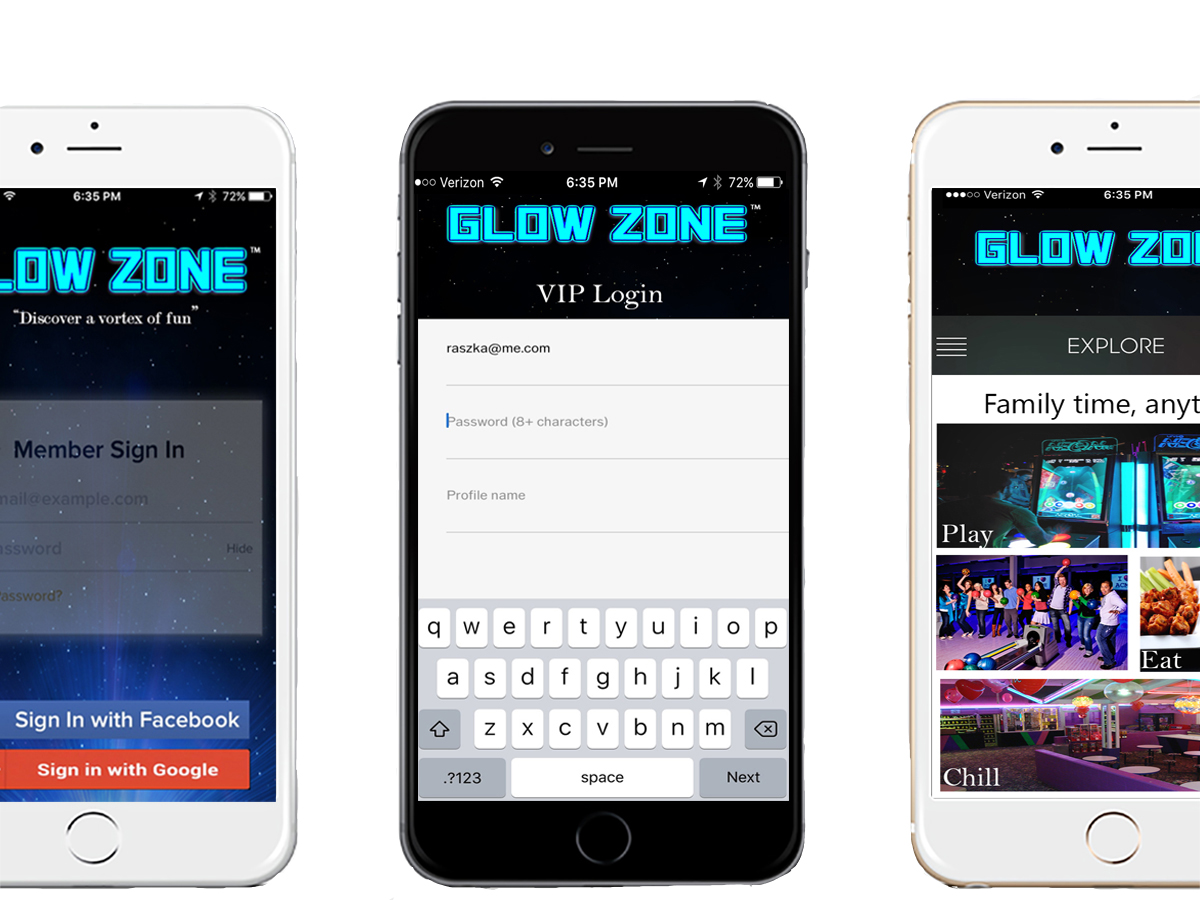 6:35 PM 72%
LOW ZONE™
“Discover a vortex of fun”
Member Sign In
mail@example.com
assword Hide
Password?
Sign In with Facebook
Sign in with Google
Verizon 6:35 PM 72%
GLOW ZONE™
VIP Login
raszka@me.com
Password (8+ characters)
Profile name
q w e r t y u i o p
a s d f g h j k l
z x c v b n m
.?123 space Next
Verizon 6:35 PM
GLOW ZO
EXPLORE
Family time, anyt
Play
Eat
Chill